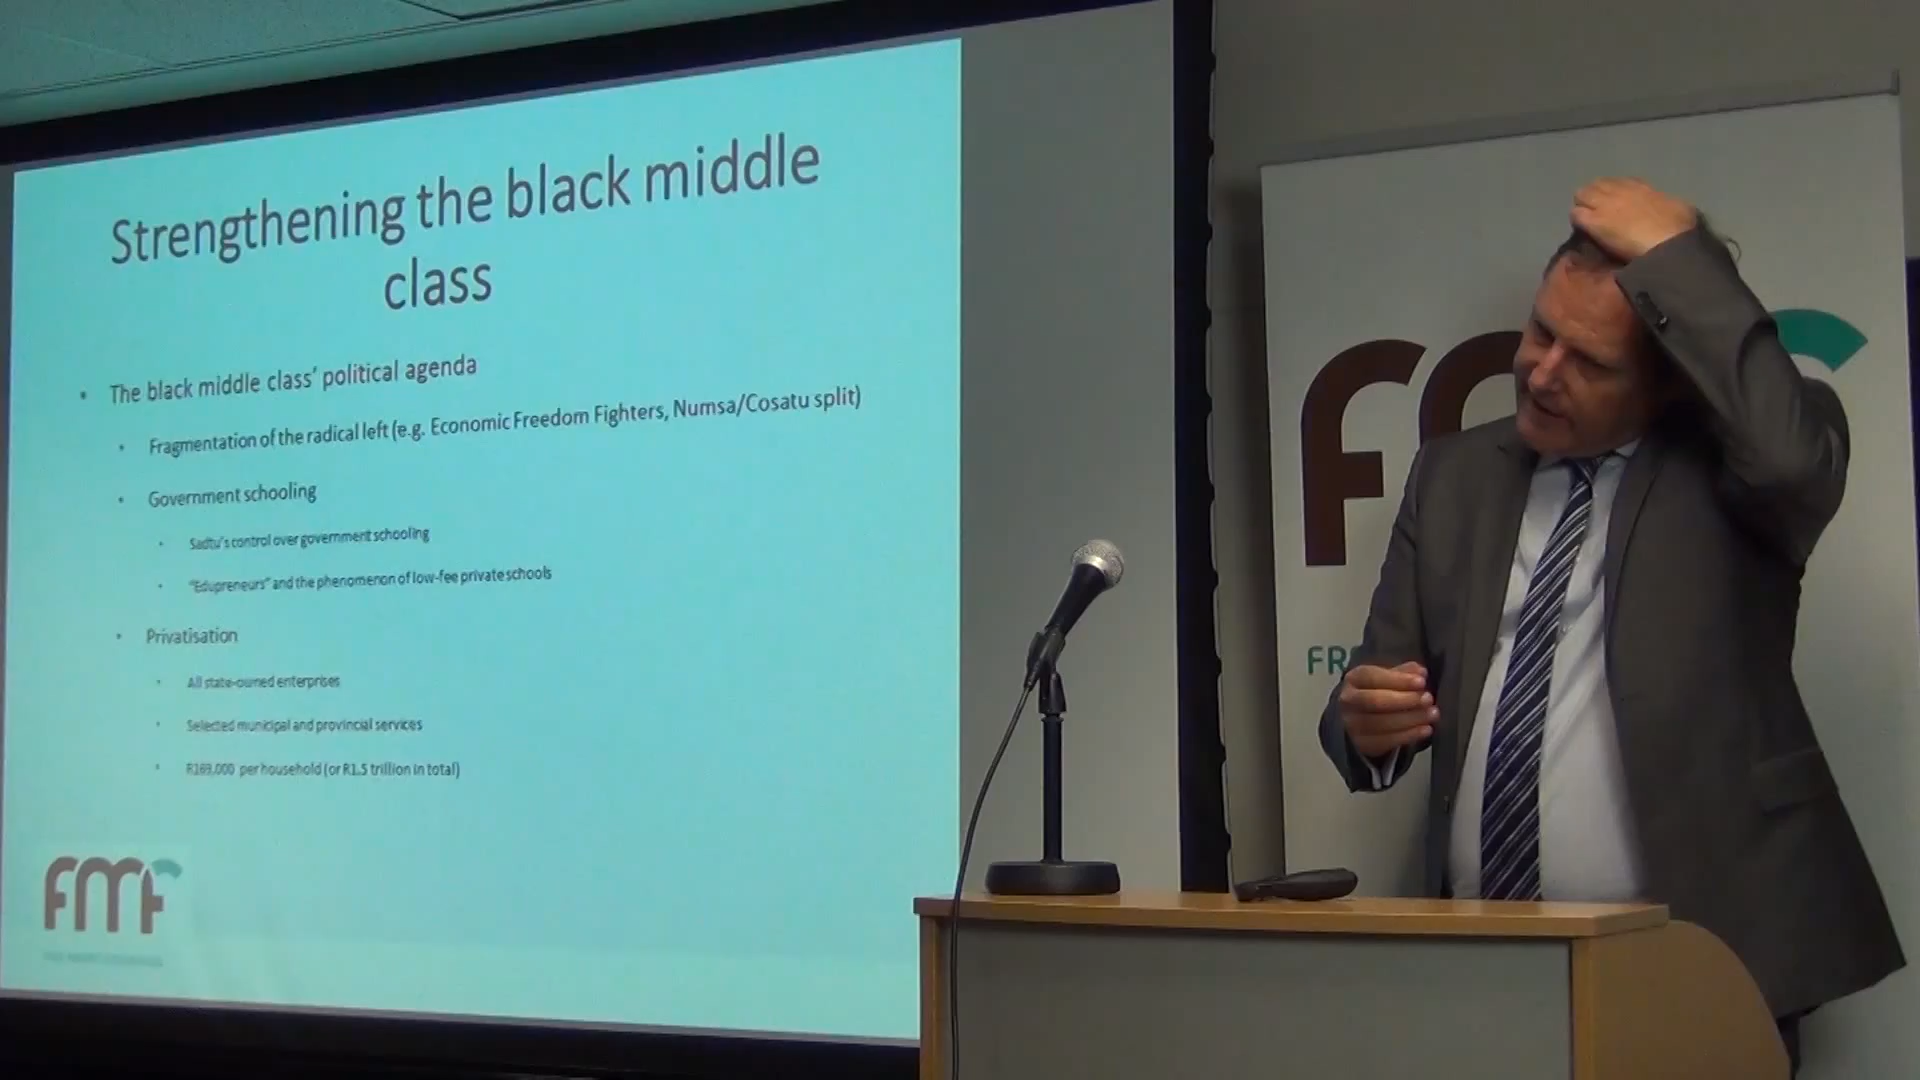 Strengthening the black middle
class
• The black middle class' political agenda
• Fragmentation of the radical left (e.g. Economic Freedom Fighters, Numsa/Cosatu split)
• Government schooling
• Sadtu's control over government schooling
• "Edupreneurs" and the phenomenon of low-fee private schools
• Privatisation
• All state-owned enterprises
• Selected municipal and provincial services
• R169,000 per household (or R1.5 trillion in total)
FMF
FR